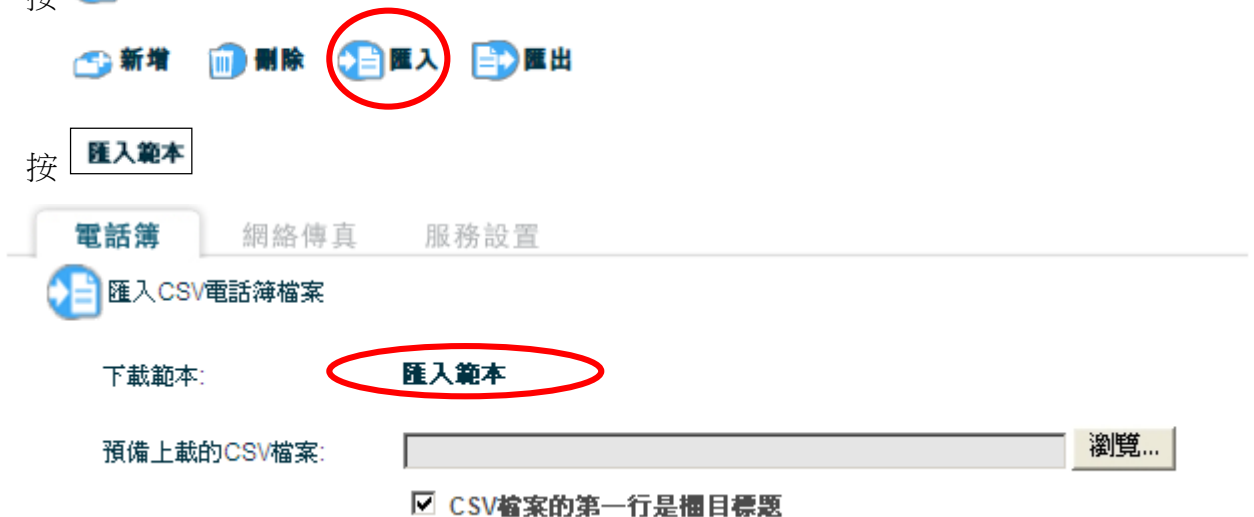 按
新增 刪除 匯入 匯出
按 匯入範本
電話簿 網絡傳真 服務設置
匯入CSV電話簿檔案
下載範本: 匯入範本
預備上載的CSV檔案: 瀏覽...
CSV檔案的第一行是欄目標題